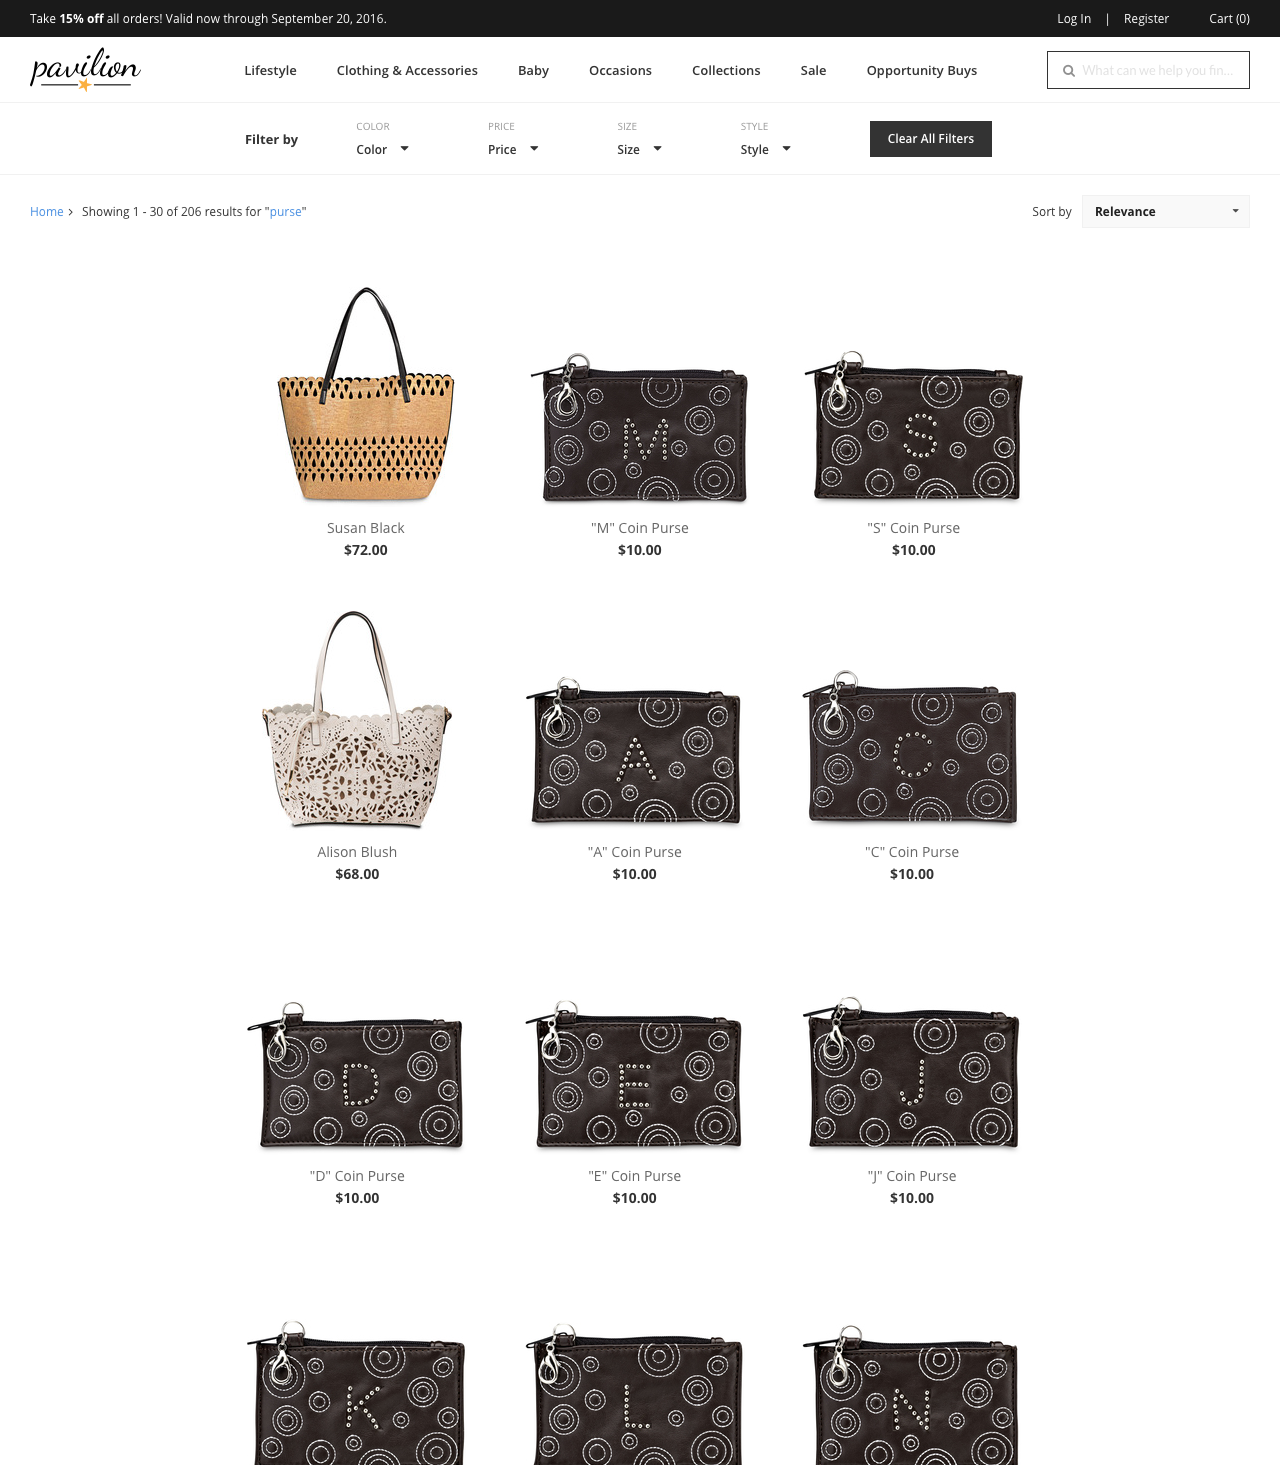 Take 15% off all orders! Valid now through September 20, 2016.
Log In | Register Cart (0)
pavilion
Lifestyle Clothing & Accessories Baby Occasions Collections Sale Opportunity Buys
What can we help you fin...
Filter by
COLOR PRICE SIZE STYLE
Color Price Size Style
Clear All Filters
Home > Showing 1 - 30 of 206 results for "purse"
Sort by Relevance
M
S
Susan Black
$72.00
"M" Coin Purse
$10.00
"S" Coin Purse
$10.00
A
C
Alison Blush
$68.00
"A" Coin Purse
$10.00
"C" Coin Purse
$10.00
D
E
J
"D" Coin Purse
$10.00
"E" Coin Purse
$10.00
"J" Coin Purse
$10.00
K
L
N